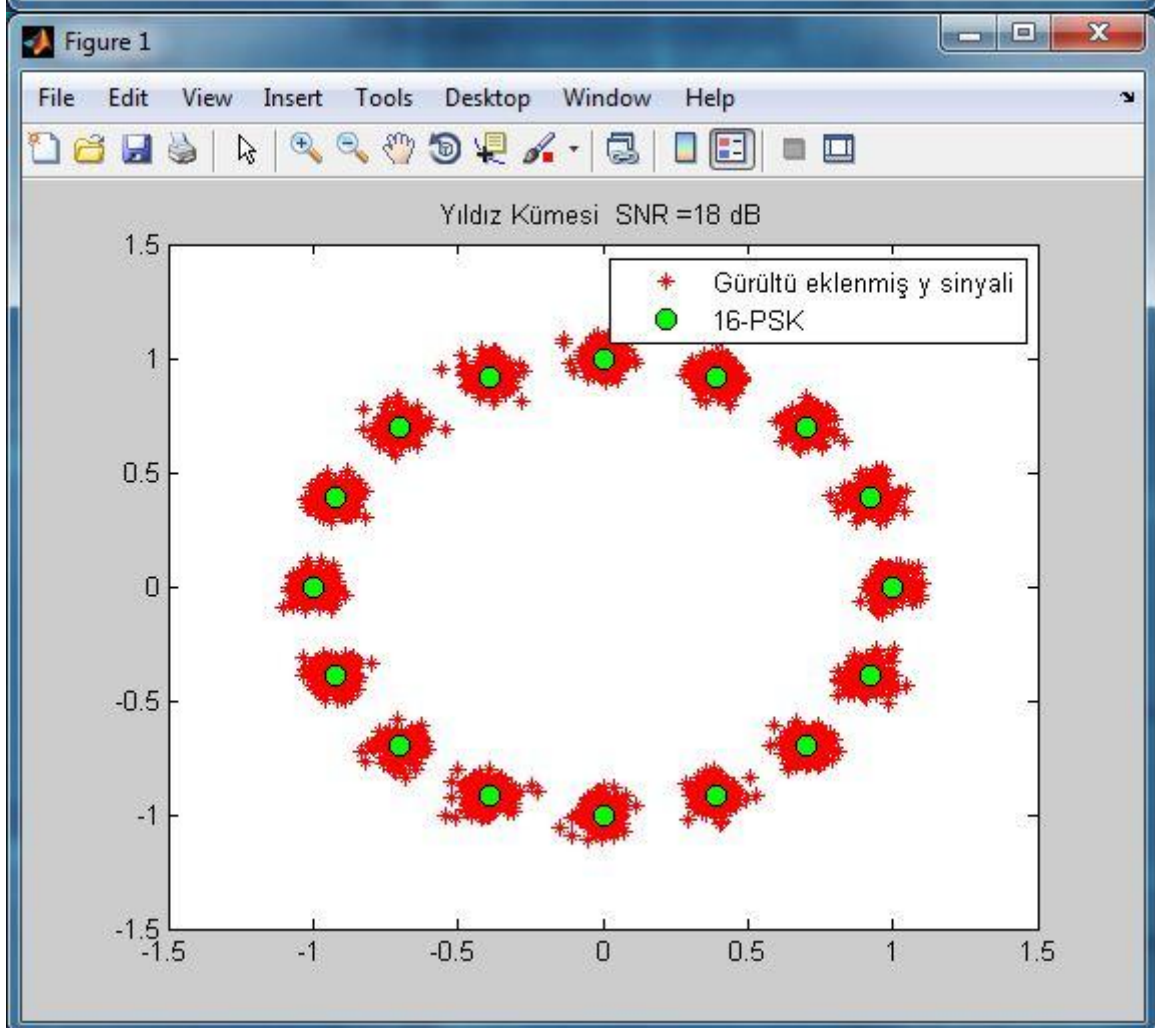 Figure 1
File Edit View Insert Tools Desktop Window Help
Yıldız Kümesi SNR =18 dB
Gürültü eklenmiş y sinyali
16-PSK
1.5
1
0.5
0
-0.5
-1
-1.5
-1.5 -1 -0.5 0 0.5 1 1.5